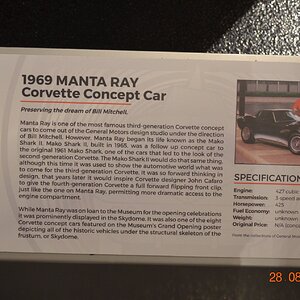 1969 MANTA RAY
Corvette Concept Car
Preserving the dream of Bill Mitchell.
Manta Ray is one of the most famous third-generation Corvette concept
cars to come out of the General Motors design studio under the direction
of Bill Mitchell. However, Manta Ray began its life known as the Mako
Shark II. Mako Shark II, built in 1965, was a follow up concept car to
the original 1961 Mako Shark, one of the cars that led to the look of the
second-generation Corvette. The Mako Shark II would do that same thing,
although this time it was used to show the automotive world what was
to come for the third-generation Corvette, it was so forward thinking in
design, that years later it would inspire Corvette designer John Cafaro
to give the fourth-generation Corvette a full forward flipping front clip,
just like the one on Manta Ray, permitting more dramatic access to the
engine compartment.
While Manta Ray was on loan to the Museum for the opening celebrations
it was prominently displayed in the Skydome. It was also one of the eight
Corvette concept cars featured on the Museum's Grand Opening poster
depicting all of the historic vehicles under the structural skeleton of the
frustum, or Skydome.
SPECIFICATION
Engine: 427 cubic
Transmission: 3-speed a
Horsepower: 425
Fuel Economy: unknown
Weight: unknown
Original Price: N/A (conc
From the collections of General Moto
28 08